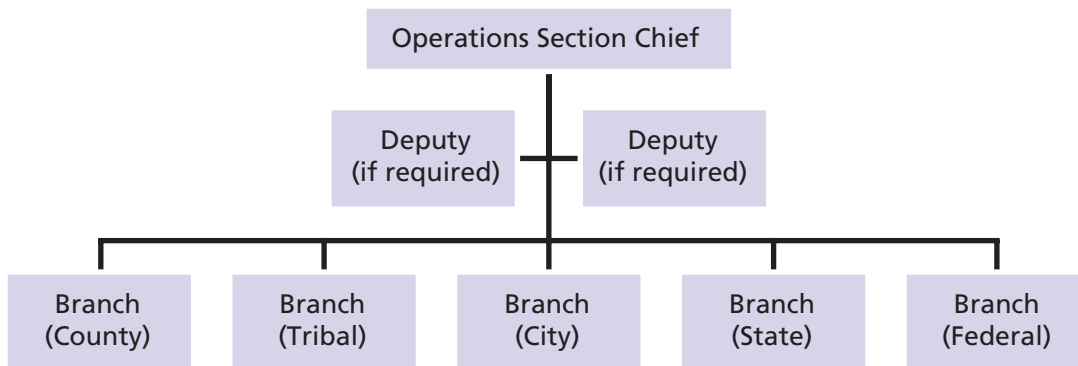 Operations Section Chief
Deputy
(if required)
Deputy
(if required)
Branch
(County)
Branch
(Tribal)
Branch
(City)
Branch
(State)
Branch
(Federal)